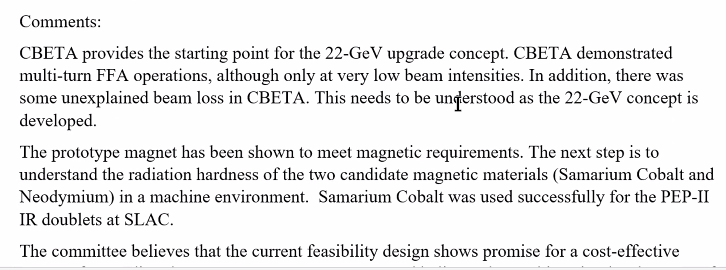 Comments:
CBETA provides the starting point for the 22-GeV upgrade concept. CBETA demonstrated
multi-turn FFA operations, although only at very low beam intensities. In addition, there was
some unexplained beam loss in CBETA. This needs to be understood as the 22-GeV concept is
developed.
The prototype magnet has been shown to meet magnetic requirements. The next step is to
understand the radiation hardness of the two candidate magnetic materials (Samarium Cobalt and
Neodymium) in a machine environment.  Samarium Cobalt was used successfully for the PEP-II
IR doublets at SLAC.
The committee believes that the current feasibility design shows promise for a cost-effective